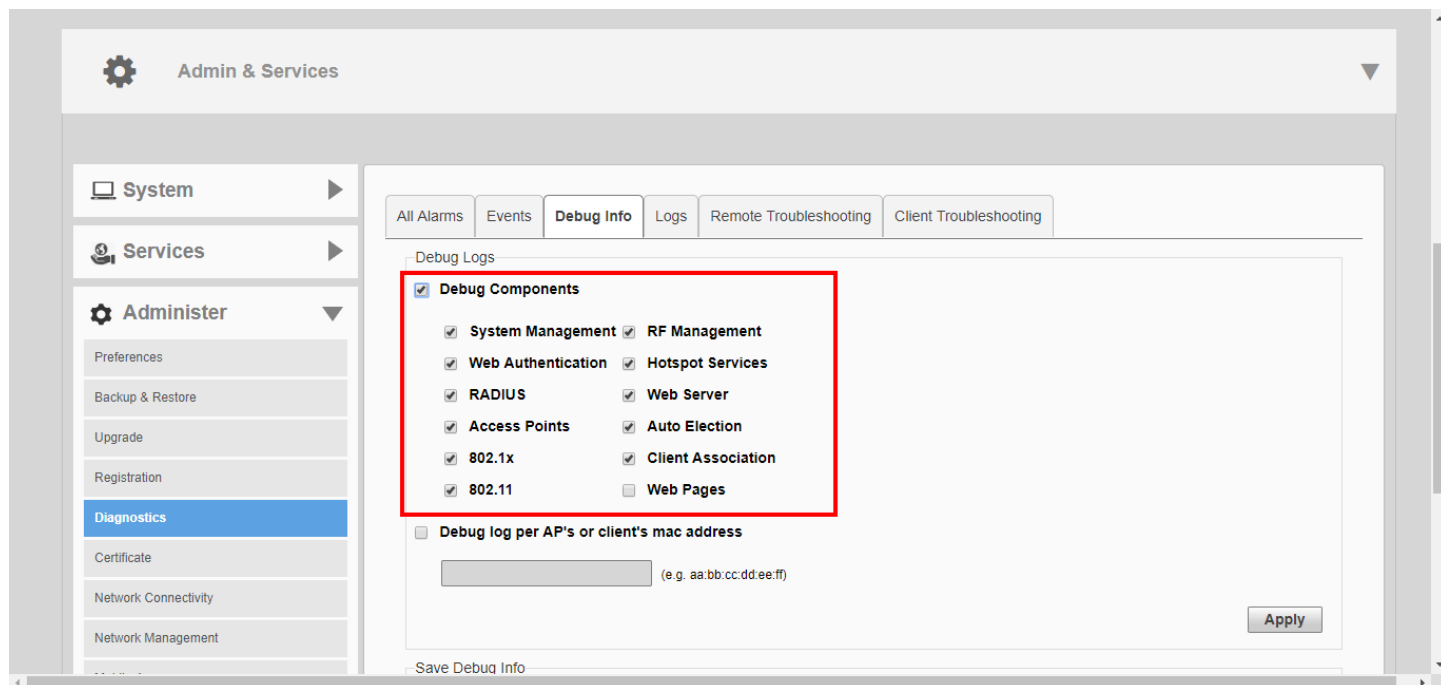 Admin & Services
System
Services
Administer
Preferences
Backup & Restore
Upgrade
Registration
Diagnostics
Certificate
Network Connectivity
Network Management
All Alarms Events Debug Info Logs Remote Troubleshooting Client Troubleshooting
Debug Logs
Debug Components
System Management RF Management
Web Authentication Hotspot Services
RADIUS Web Server
Access Points Auto Election
802.1x Client Association
802.11 Web Pages
Debug log per AP's or client's mac address
(e.g. aa:bb:cc:dd:ee:ff)
Apply
Save Debug Info